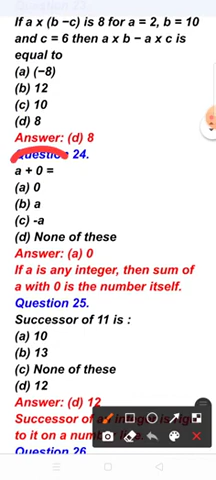 If a x (b −c) is 8 for a = 2, b = 10
and c = 6 then a x b − a x c is
equal to
(a) (−8)
(b) 12
(c) 10
(d) 8
Answer: (d) 8
Question 24.
a + 0 =
(a) 0
(b) a
(c) -a
(d) None of these
Answer: (a) 0
If a is any integer, then sum of
a with 0 is the number itself.
Question 25.
Successor of 11 is :
(a) 10
(b) 13
(c) None of these
(d) 12
Answer: (d) 12
Successor of
to it on a num
Question 26.